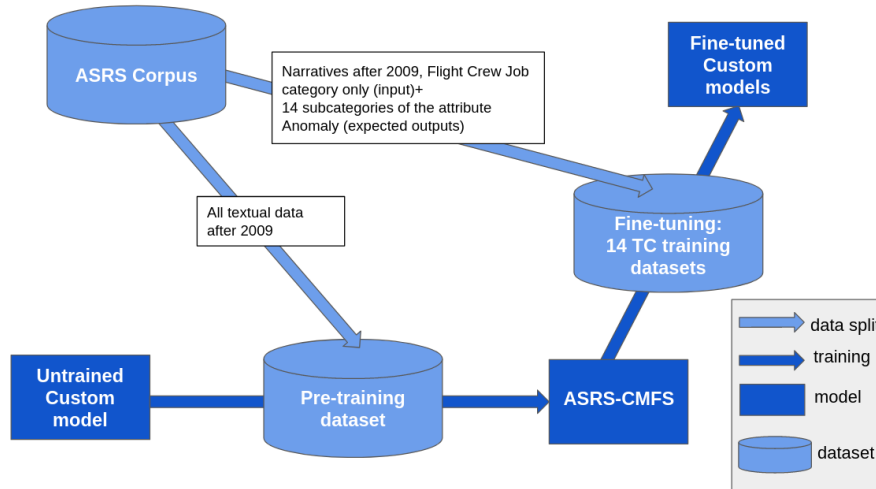 ASRS Corpus
Narratives after 2009, Flight Crew Job
category only (input)+
14 subcategories of the attribute
Anomaly (expected outputs)
Fine-tuned
Custom
models
All textual data
after 2009
Fine-tuning:
14 TC training
datasets
Untrained
Custom
model
Pre-training
dataset
ASRS-CMFS
data split
training
model
dataset